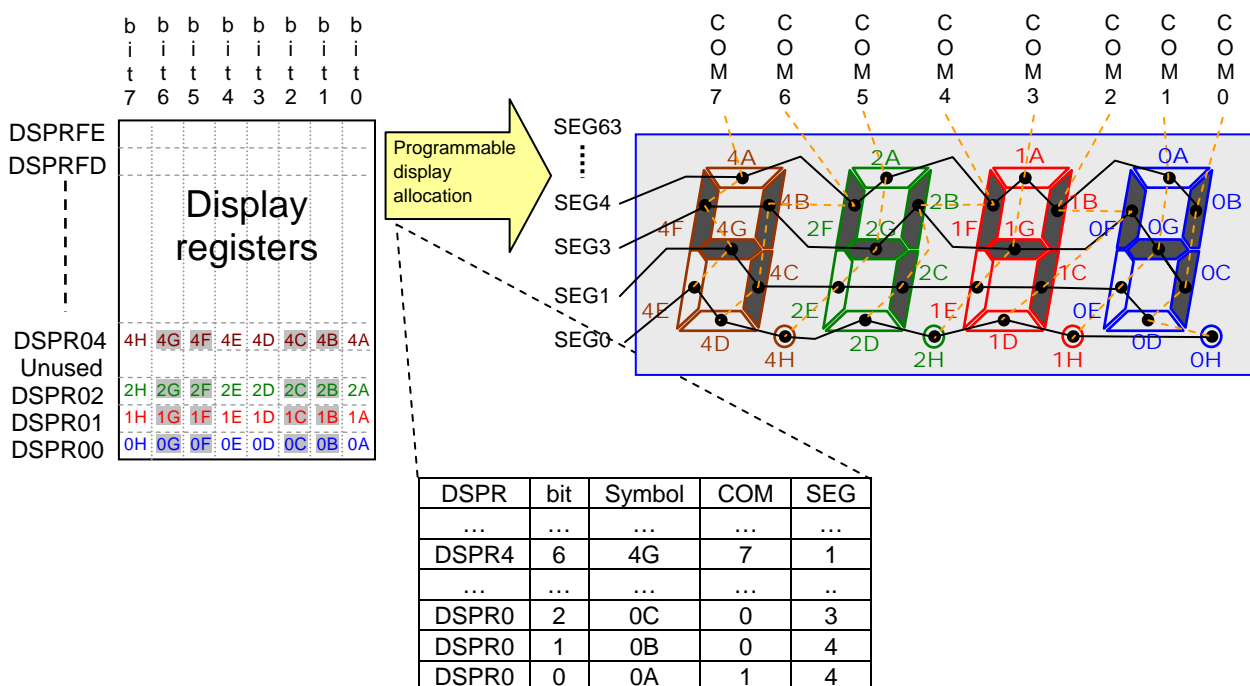 bit7 bit6 bit5 bit4 bit3 bit2 bit1 bit0
COM7 COM6 COM5 COM4 COM3 COM2 COM1 COM0
DSPRFE
DSPRFD
Display
registers
DSPR04 4H 4G 4F 4E 4D 4C 4B 4A
Unused
DSPR02 2H 2G 2F 2E 2D 2C 2B 2A
DSPR01 1H 1G 1F 1E 1D 1C 1B 1A
DSPR00 0H 0G 0F 0E 0D 0C 0B 0A
Programmable
display
allocation
SEG63
SEG4
SEG3
SEG1
SEG0
4A 2A 1A 0A
4B 2B 1B 0B
4F 4G 2F 2G 1F 1G 0F 0G
4C 2C 1C 0C
4E 2E 1E 0E
4D 4H 2D 2H 1D 1H 0D 0H
DSPR bit Symbol COM SEG
... ... ... ... ...
DSPR4 6 4G 7 1
... ... ... ... ..
DSPR0 2 0C 0 3
DSPR0 1 0B 0 4
DSPR0 0 0A 1 4